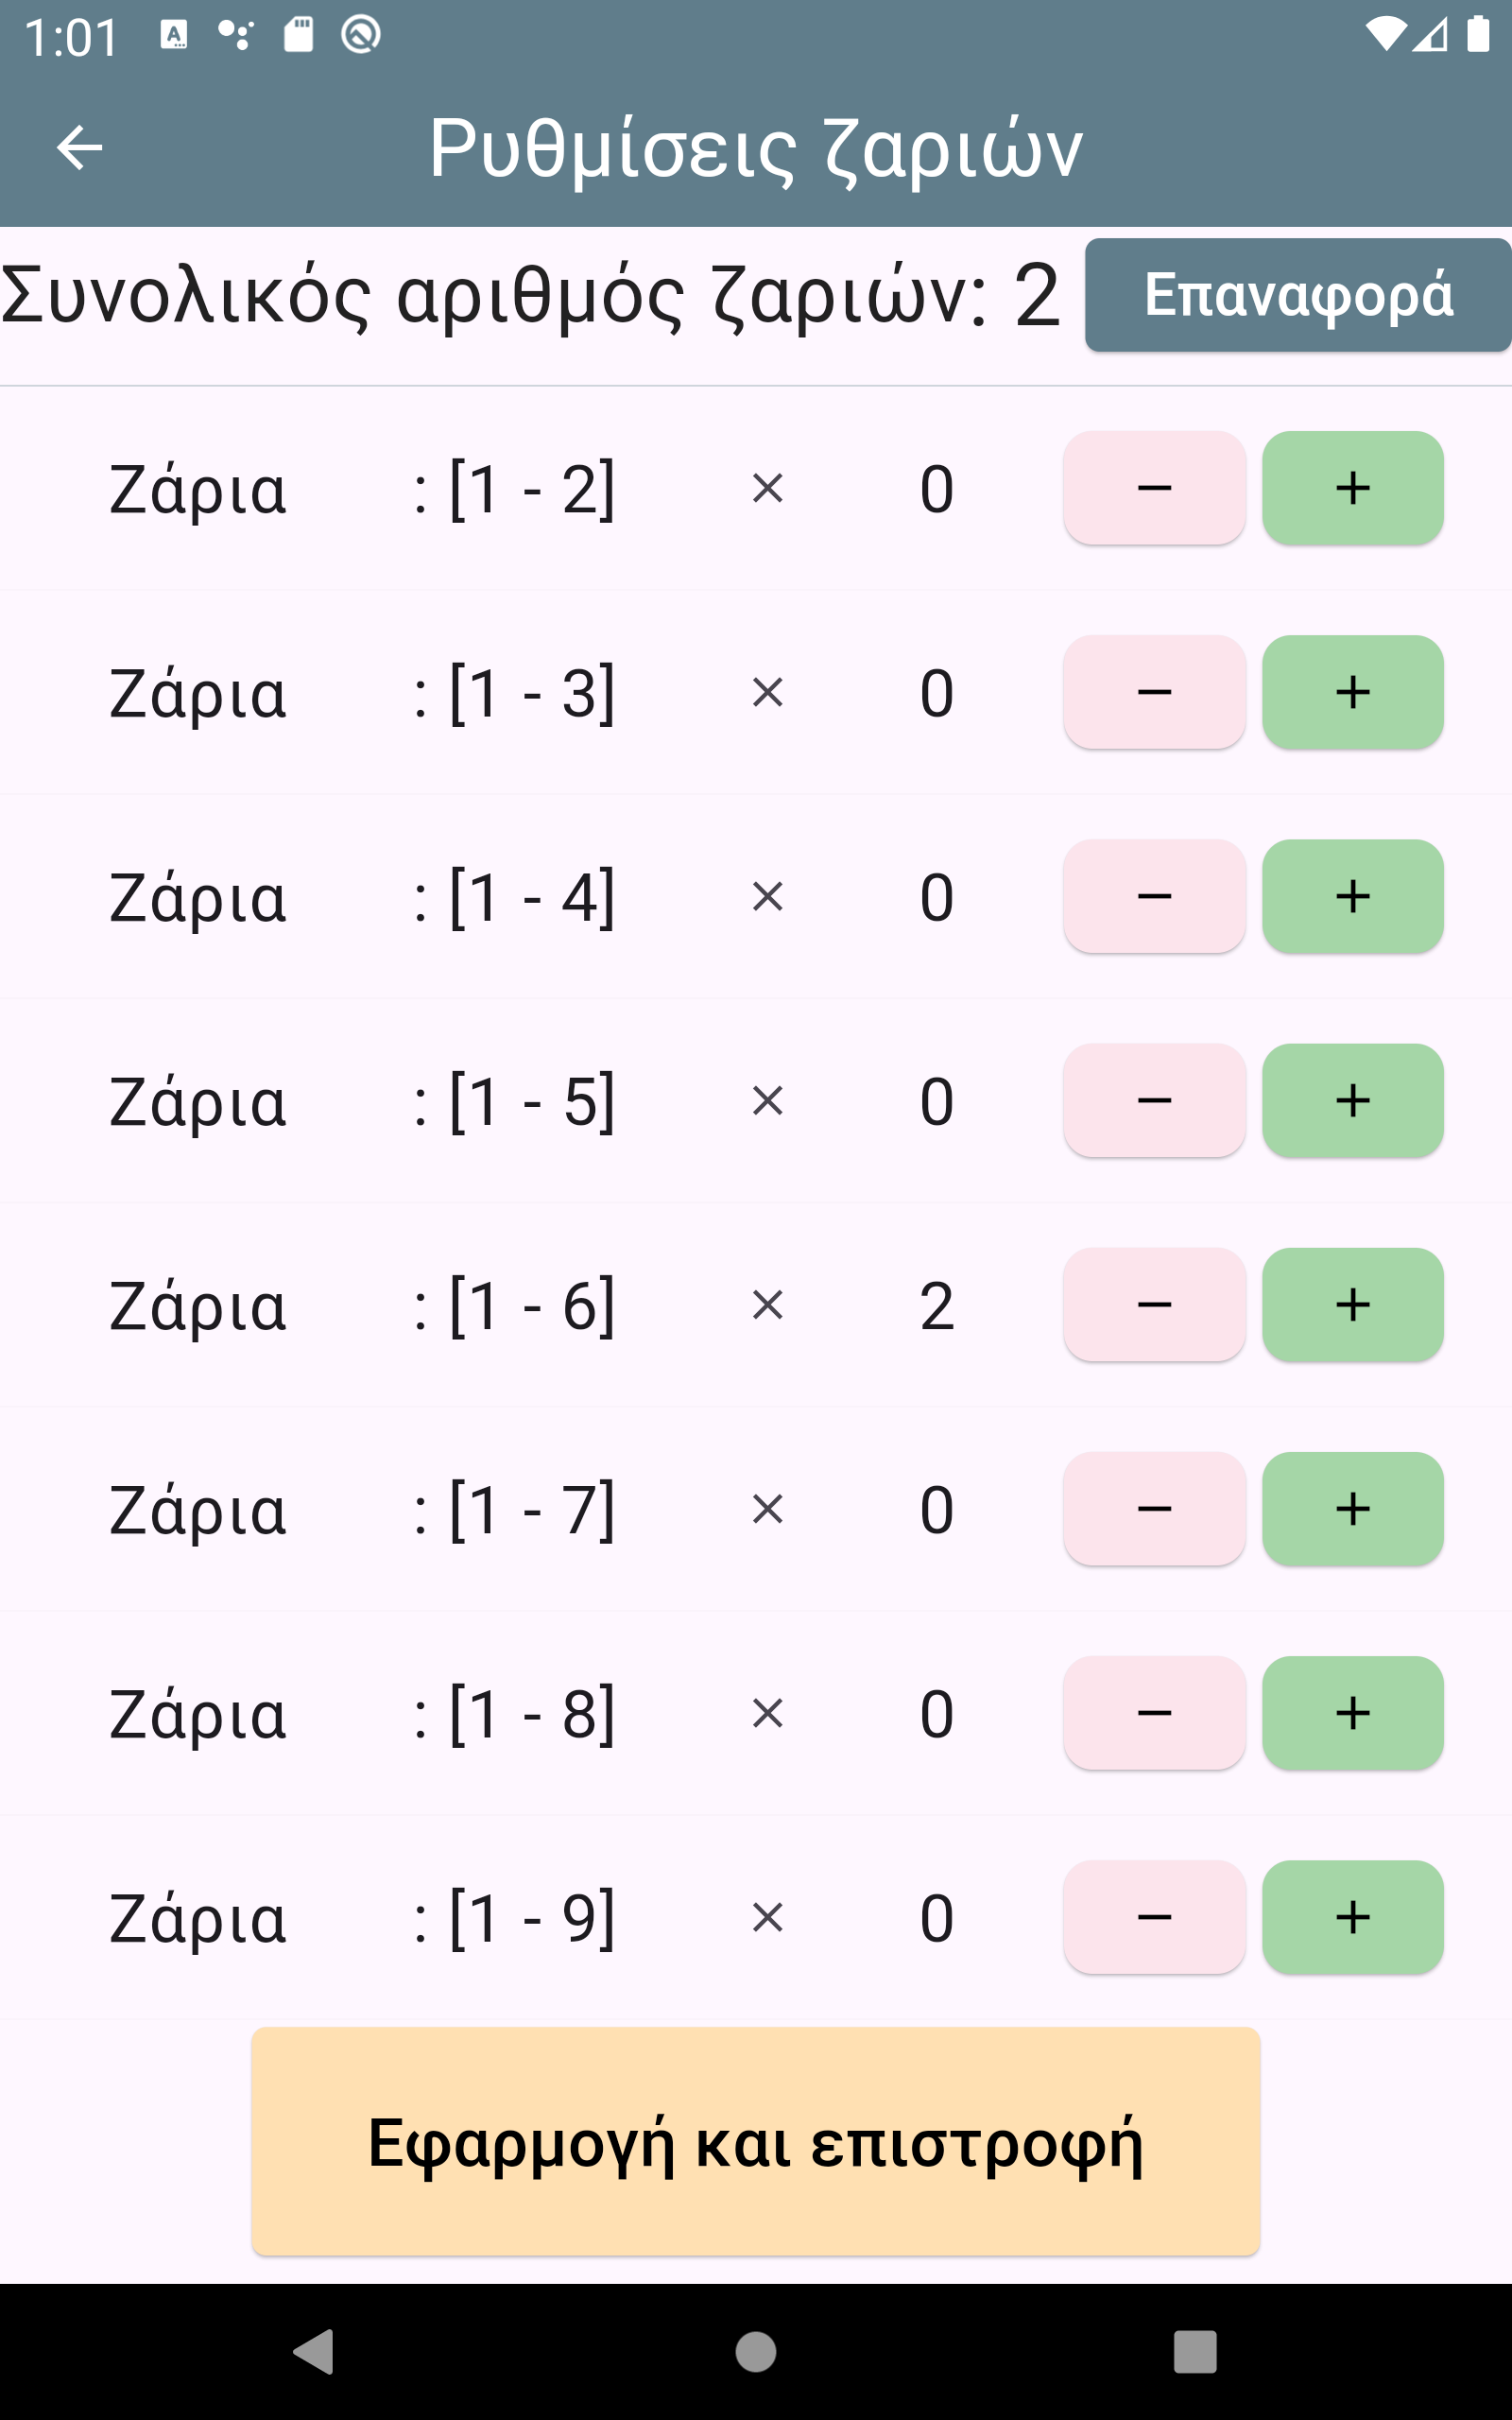 1:01
Ρυθμίσεις ζαριών
Συνολικός αριθμός ζαριών: 2 Επαναφορά
Ζάρια : [1 - 2] × 0 − +
Ζάρια : [1 - 3] × 0 − +
Ζάρια : [1 - 4] × 0 − +
Ζάρια : [1 - 5] × 0 − +
Ζάρια : [1 - 6] × 2 − +
Ζάρια : [1 - 7] × 0 − +
Ζάρια : [1 - 8] × 0 − +
Ζάρια : [1 - 9] × 0 − +
Εφαρμογή και επιστροφή